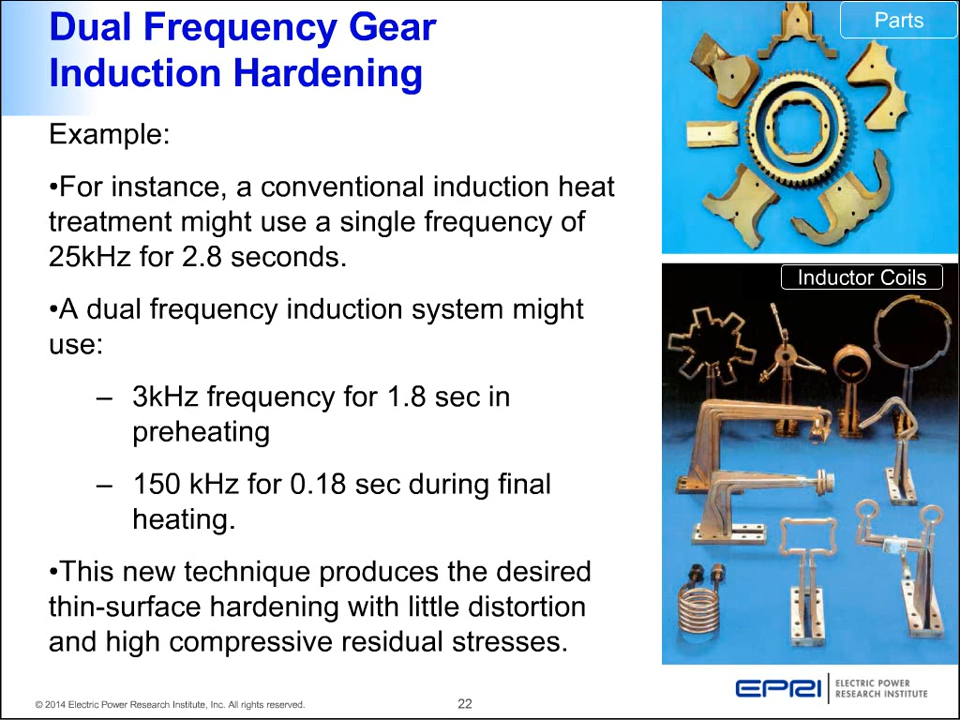 Dual Frequency Gear
Induction Hardening
Example:
•For instance, a conventional induction heat
treatment might use a single frequency of
25kHz for 2.8 seconds.
•A dual frequency induction system might
use:
– 3kHz frequency for 1.8 sec in
preheating
– 150 kHz for 0.18 sec during final
heating.
•This new technique produces the desired
thin-surface hardening with little distortion
and high compressive residual stresses.
Parts
Inductor Coils
© 2014 Electric Power Research Institute, Inc. All rights reserved.
22
EPRI
ELECTRIC POWER
RESEARCH INSTITUTE